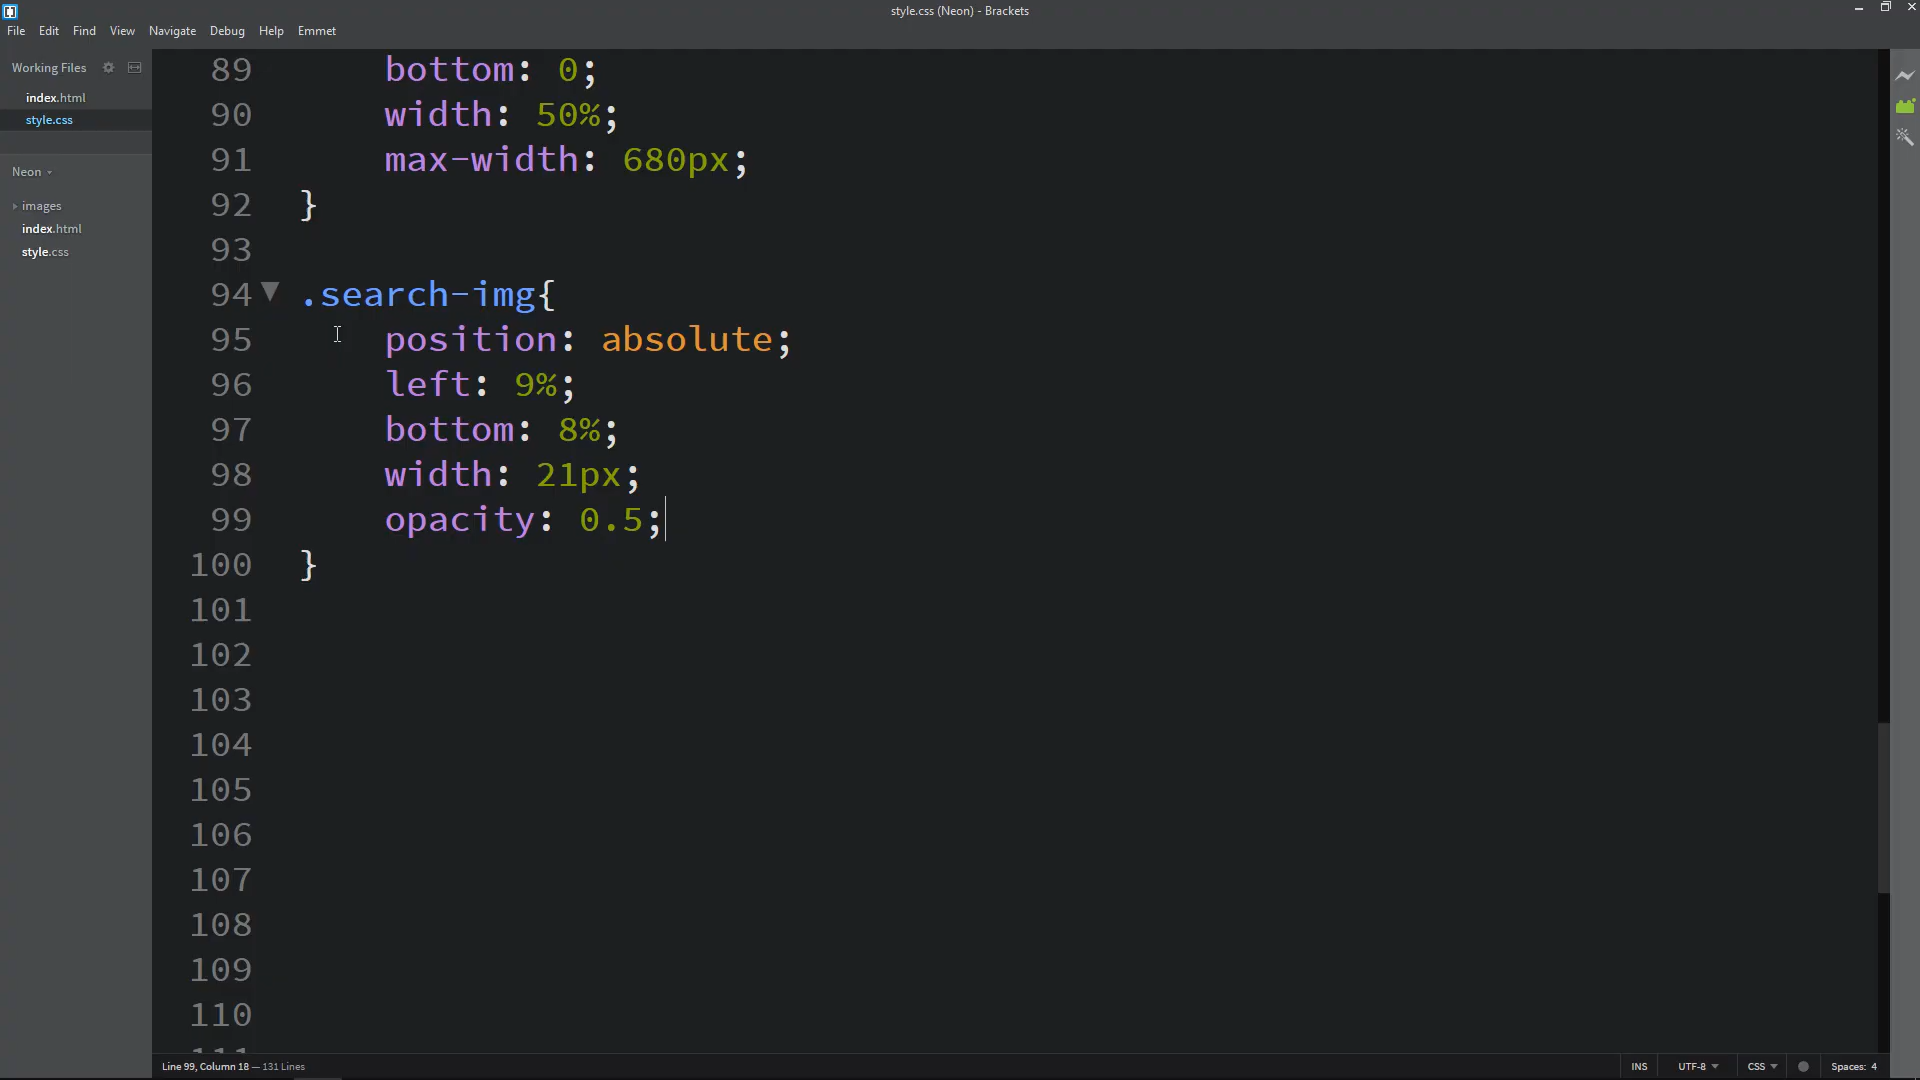 style.css (Neon) - Brackets
File Edit Find View Navigate Debug Help Emmet
Working Files
index.html
style.css
Neon
images
index.html
style.css
89 bottom: 0;
90 width: 50%;
91 max-width: 680px;
92 }
93
94 .search-img{
95 position: absolute;
96 left: 9%;
97 bottom: 8%;
98 width: 21px;
99 opacity: 0.5;
100 }
101
102
103
104
105
106
107
108
109
110
111
Line 99, Column 18 — 131 Lines
INS UTF-8 CSS Spaces: 4